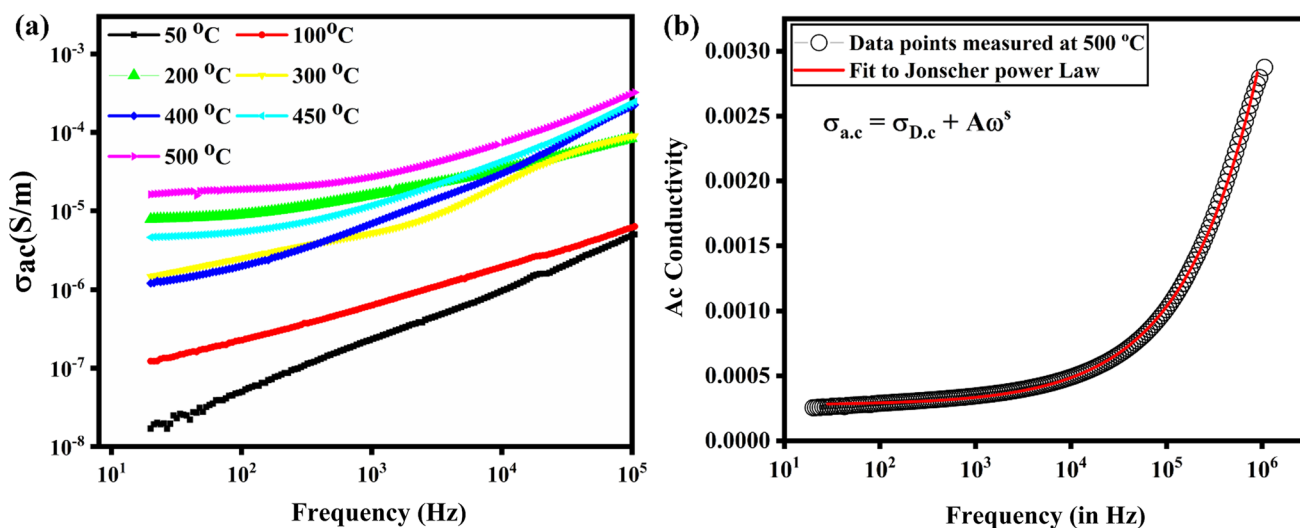 (a)
50 ⁰C
100⁰C
200 ⁰C
300 ⁰C
400 ⁰C
450 ⁰C
500 ⁰C
10⁻³
10⁻⁴
10⁻⁵
10⁻⁶
10⁻⁷
10⁻⁸
σac(S/m)
10¹
10²
10³
10⁴
10⁵
Frequency (Hz)
(b)
Data points measured at 500 ºC
Fit to Jonscher power Law
σa.c = σD.c + Aωˢ
0.0030
0.0025
0.0020
0.0015
0.0010
0.0005
0.0000
Ac Conductivity
10¹
10²
10³
10⁴
10⁵
10⁶
Frequency (in Hz)